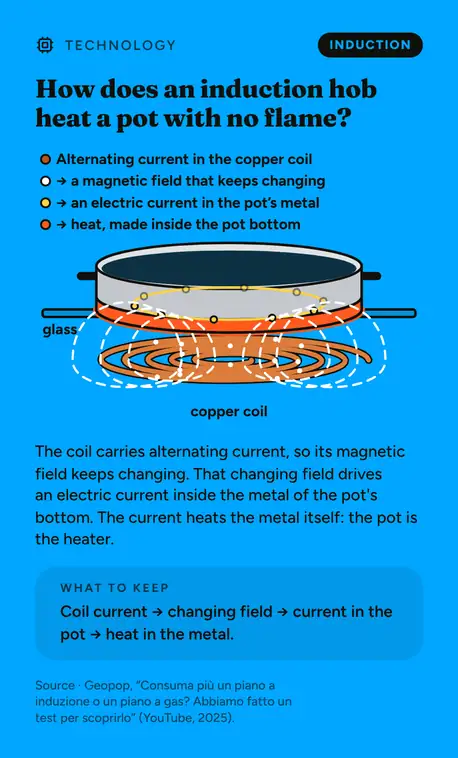 TECHNOLOGY
INDUCTION
How does an induction hob
heat a pot with no flame?
Alternating current in the copper coil
→ a magnetic field that keeps changing
→ an electric current in the pot’s metal
→ heat, made inside the pot bottom
glass
copper coil
The coil carries alternating current, so its magnetic
field keeps changing. That changing field drives
an electric current inside the metal of the pot's
bottom. The current heats the metal itself: the pot is
the heater.
WHAT TO KEEP
Coil current → changing field → current in the
pot → heat in the metal.
Source · Geopop, “Consuma più un piano a
induzione o un piano a gas? Abbiamo fatto un
test per scoprirlo” (YouTube, 2025).